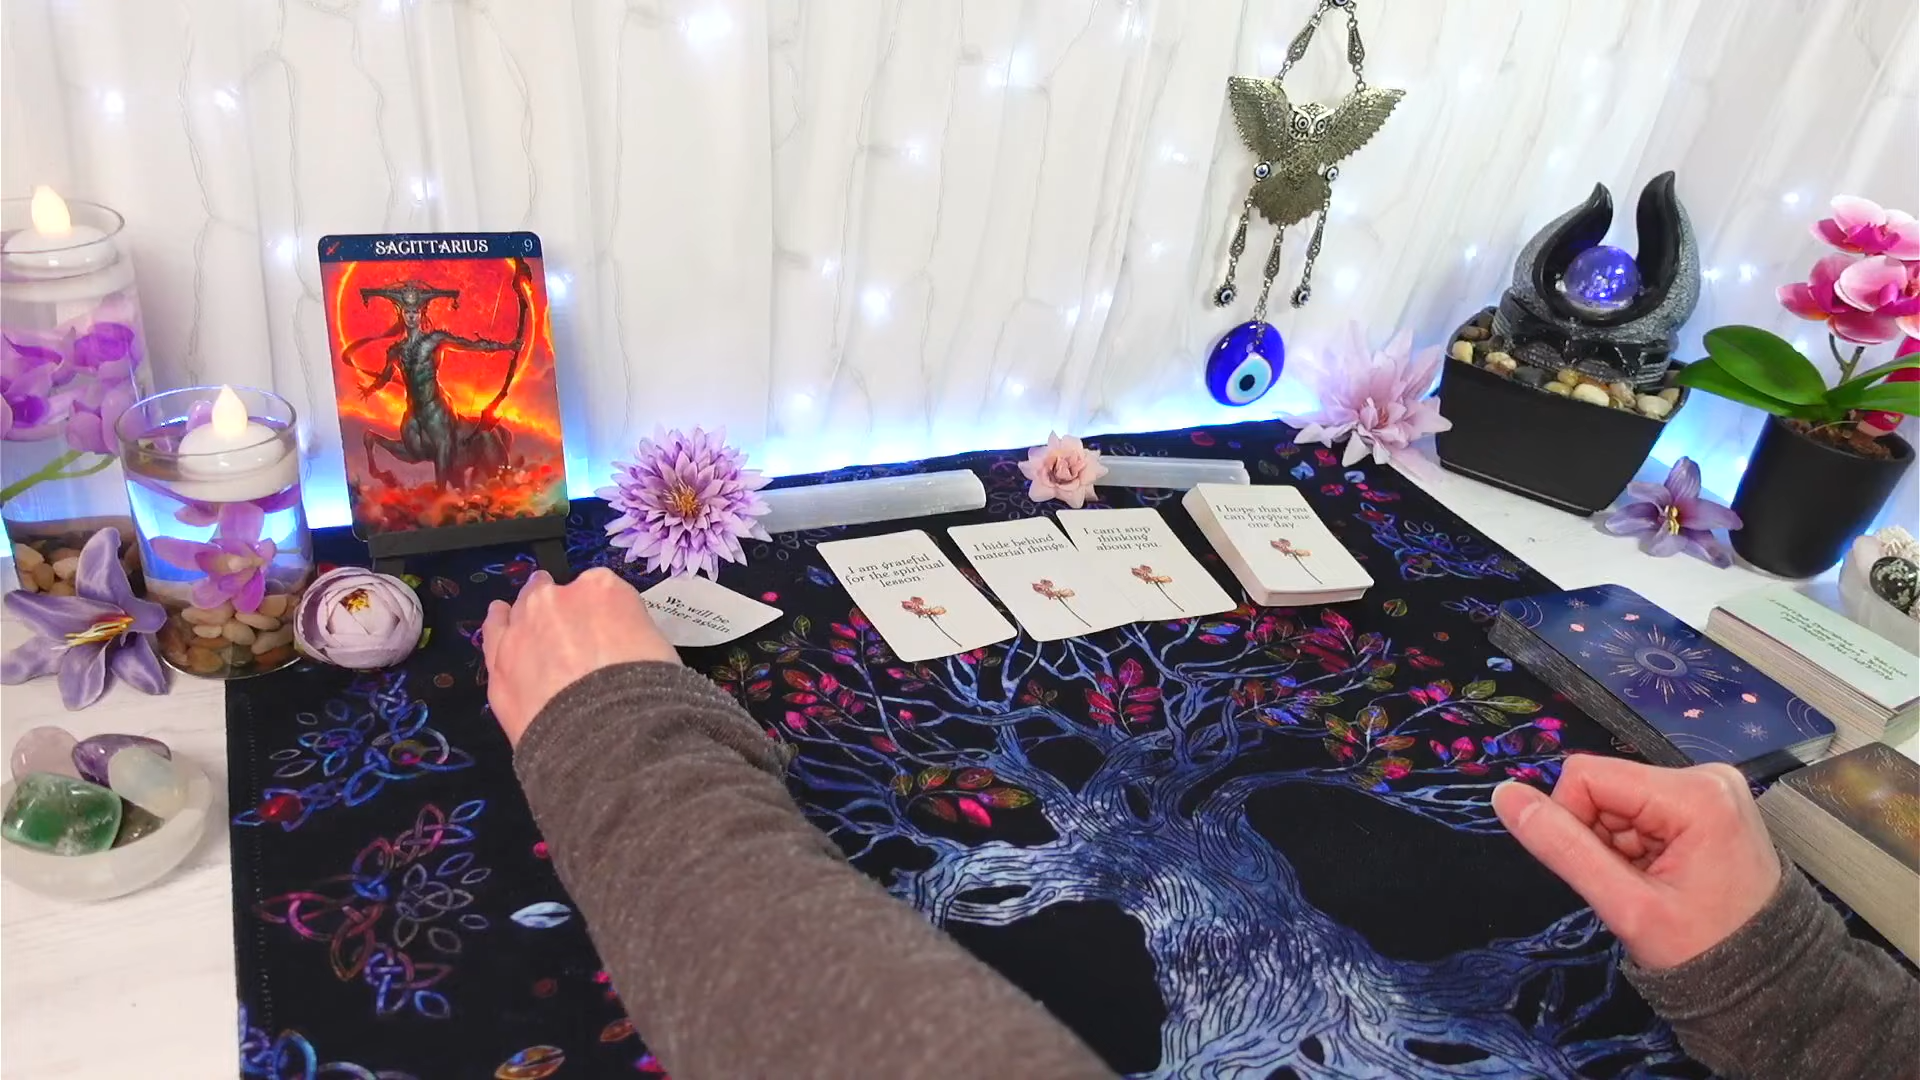 SAGITTARIUS 9
We will be
together again.
I am grateful
for the spiritual
lesson.
I hide behind
material things.
I can't stop
thinking
about you.
I hope that you
can forgive me
one day.